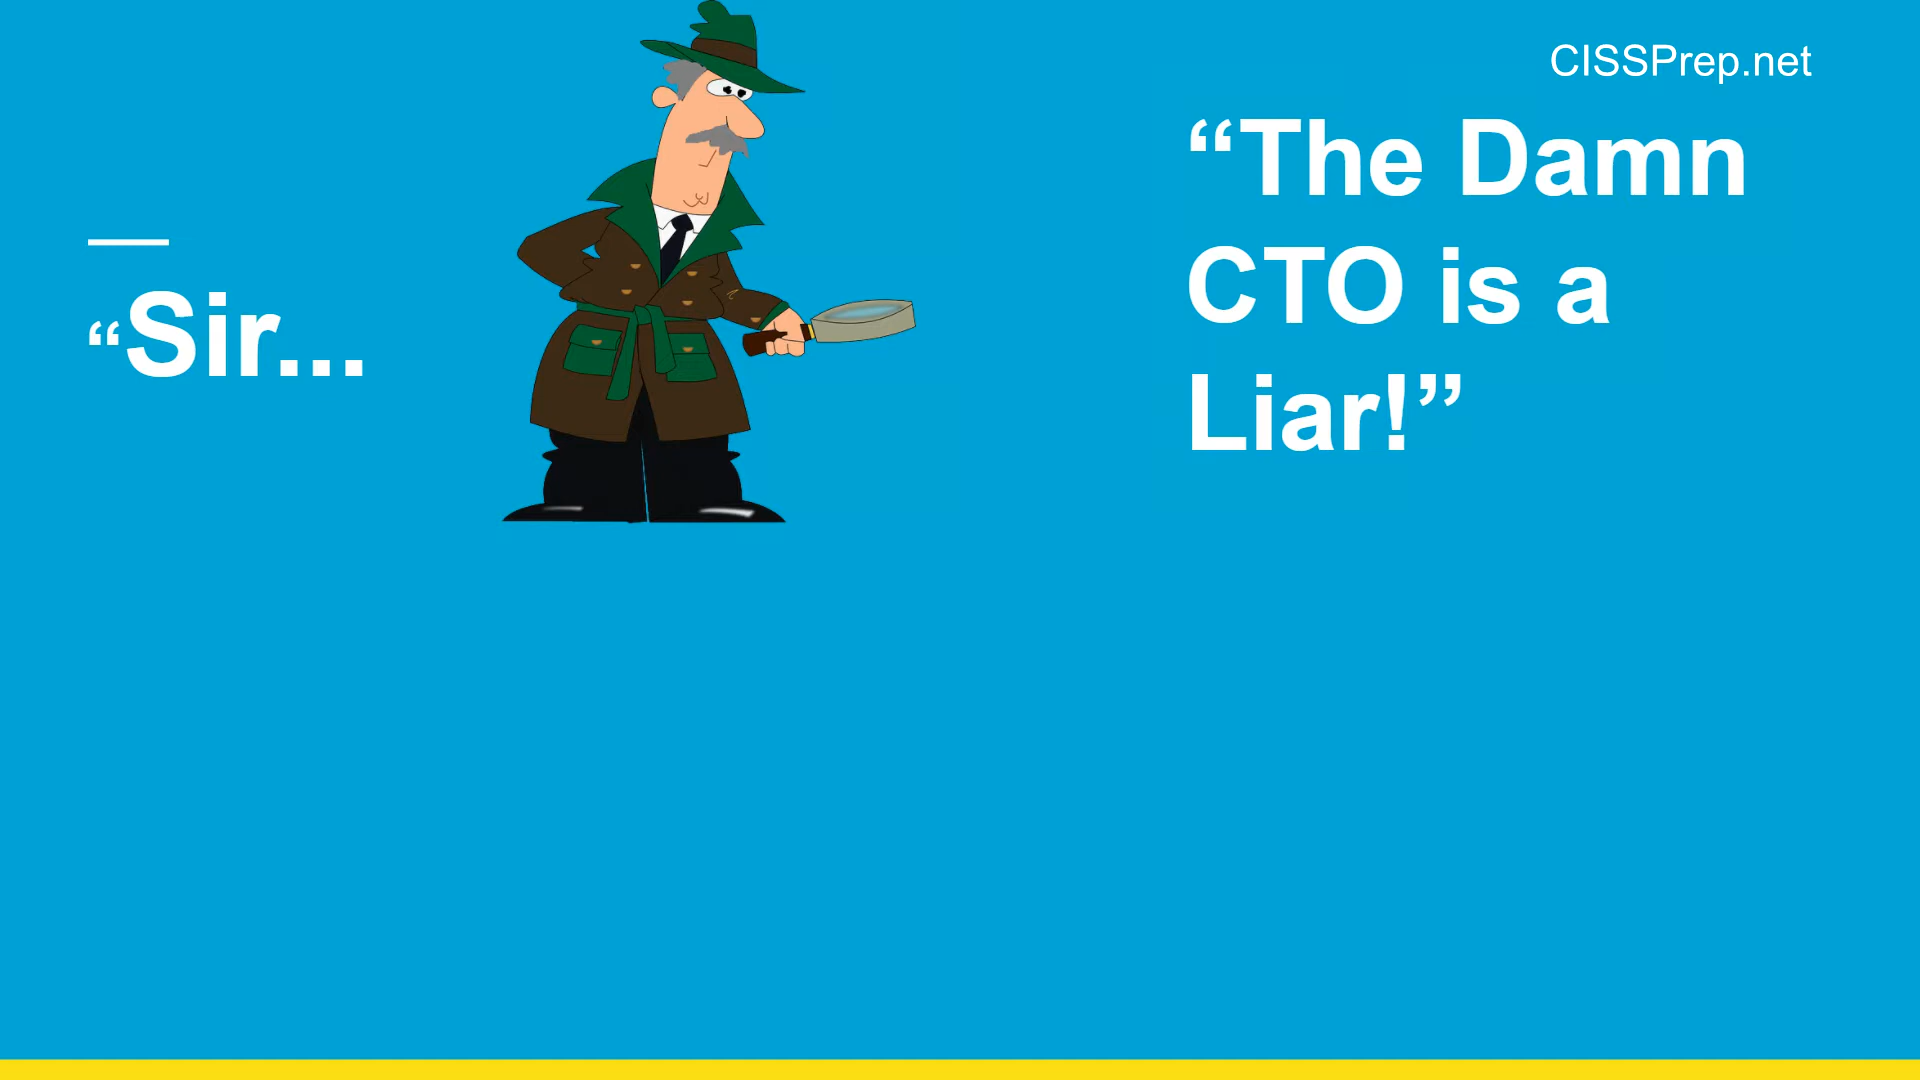 CISSPrep.net
“Sir...
“The Damn
CTO is a
Liar!”